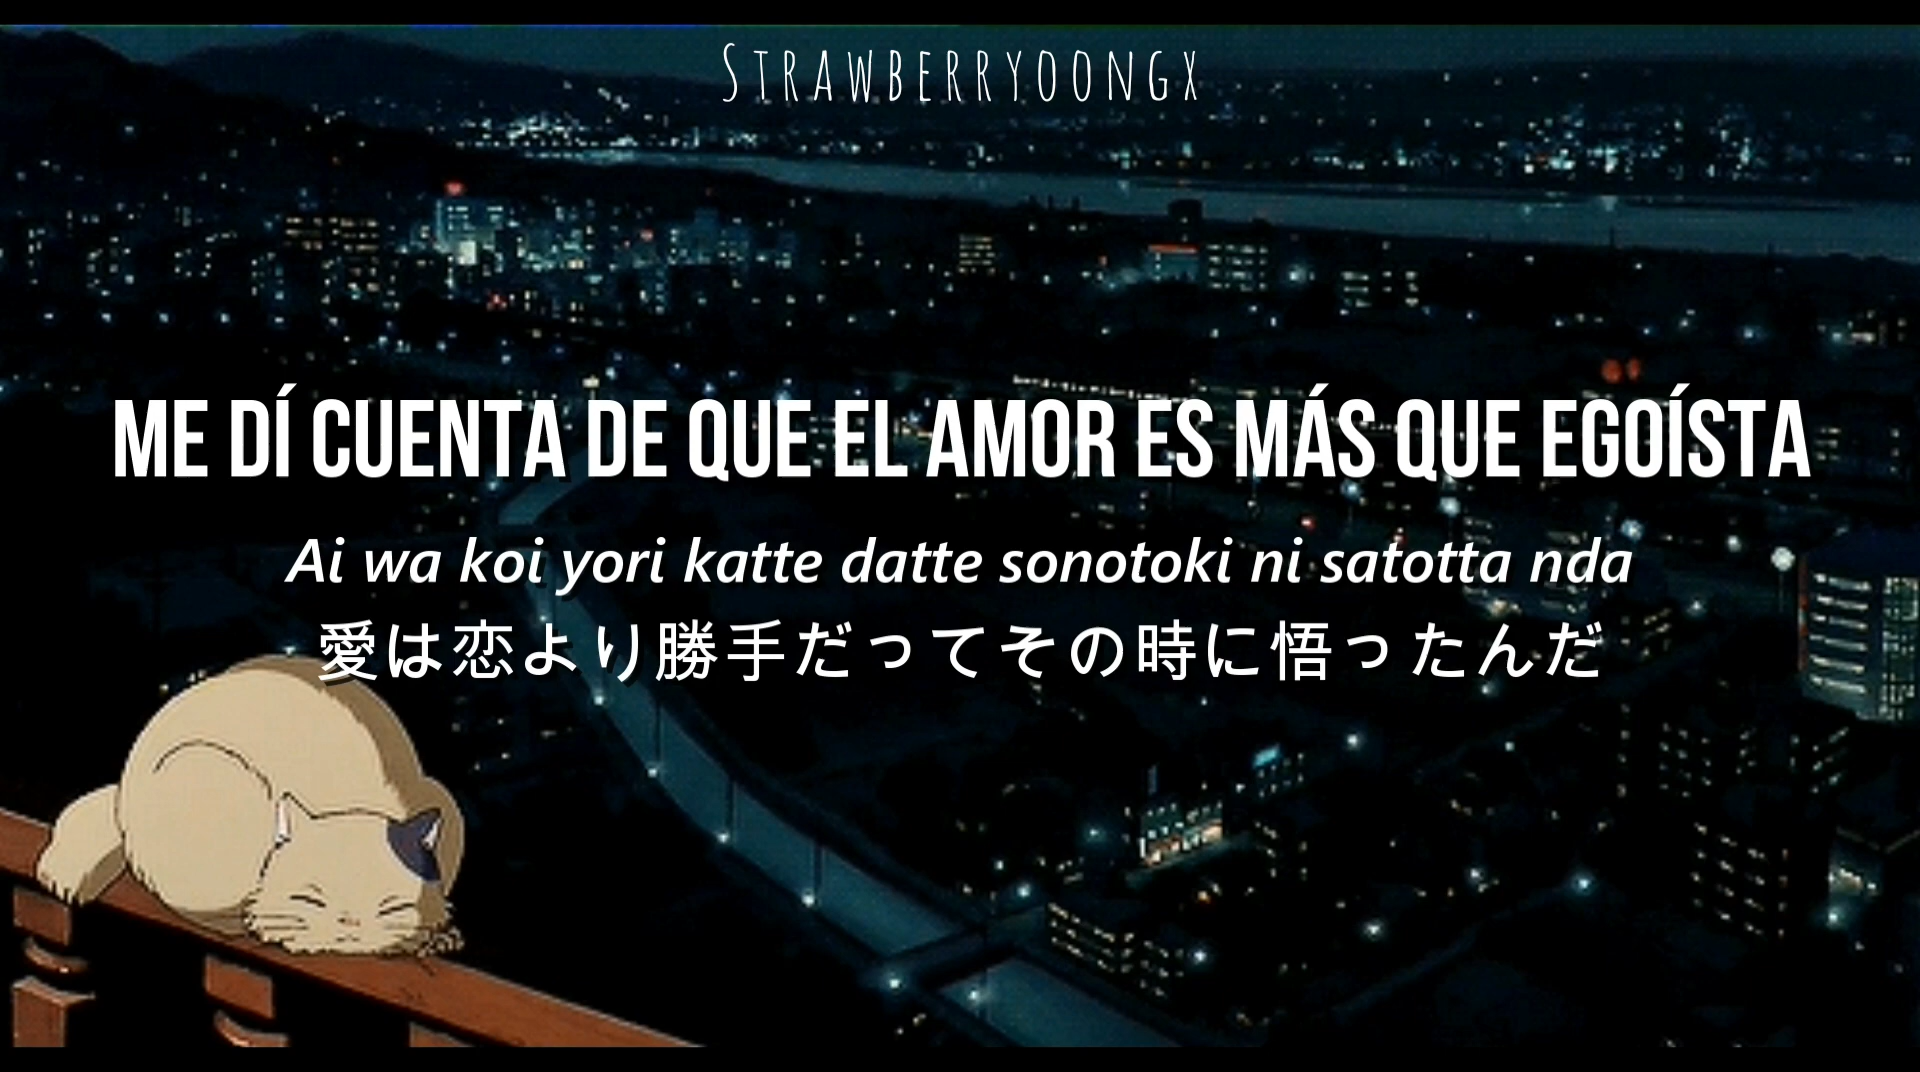 Strawberryoongx
ME DÍ CUENTA DE QUE EL AMOR ES MÁS QUE EGOÍSTA
Ai wa koi yori katte datte sonotoki ni satotta nda
愛は恋より勝手だってその時に悟ったんだ